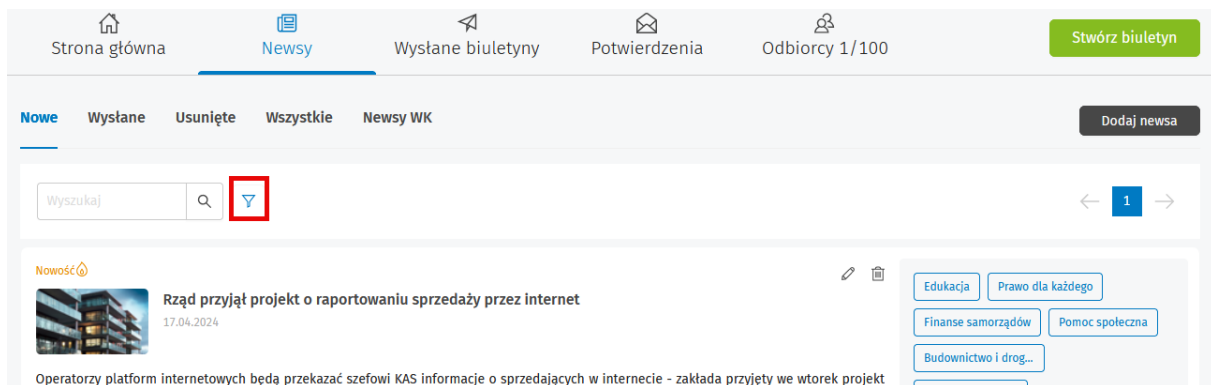 Strona główna
Newsy
Wysłane biuletyny
Potwierdzenia
Odbiorcy 1/100
Stwórz biuletyn
Nowe
Wysłane
Usunięte
Wszystkie
Newsy WK
Dodaj newsa
Wyszukaj
1
Nowość
Rząd przyjął projekt o raportowaniu sprzedaży przez internet
17.04.2024
Operatorzy platform internetowych będą przekazać szefowi KAS informacje o sprzedających w internecie - zakłada przyjęty we wtorek projekt
Edukacja
Prawo dla każdego
Finanse samorządów
Pomoc społeczna
Budownictwo i drog...